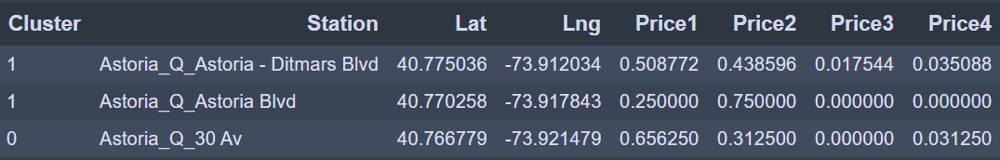 Cluster Station Lat Lng Price1 Price2 Price3 Price4
1 Astoria_Q_Astoria - Ditmars Blvd 40.775036 -73.912034 0.508772 0.438596 0.017544 0.035088
1 Astoria_Q_Astoria Blvd 40.770258 -73.917843 0.250000 0.750000 0.000000 0.000000
0 Astoria_Q_30 Av 40.766779 -73.921479 0.656250 0.312500 0.000000 0.031250